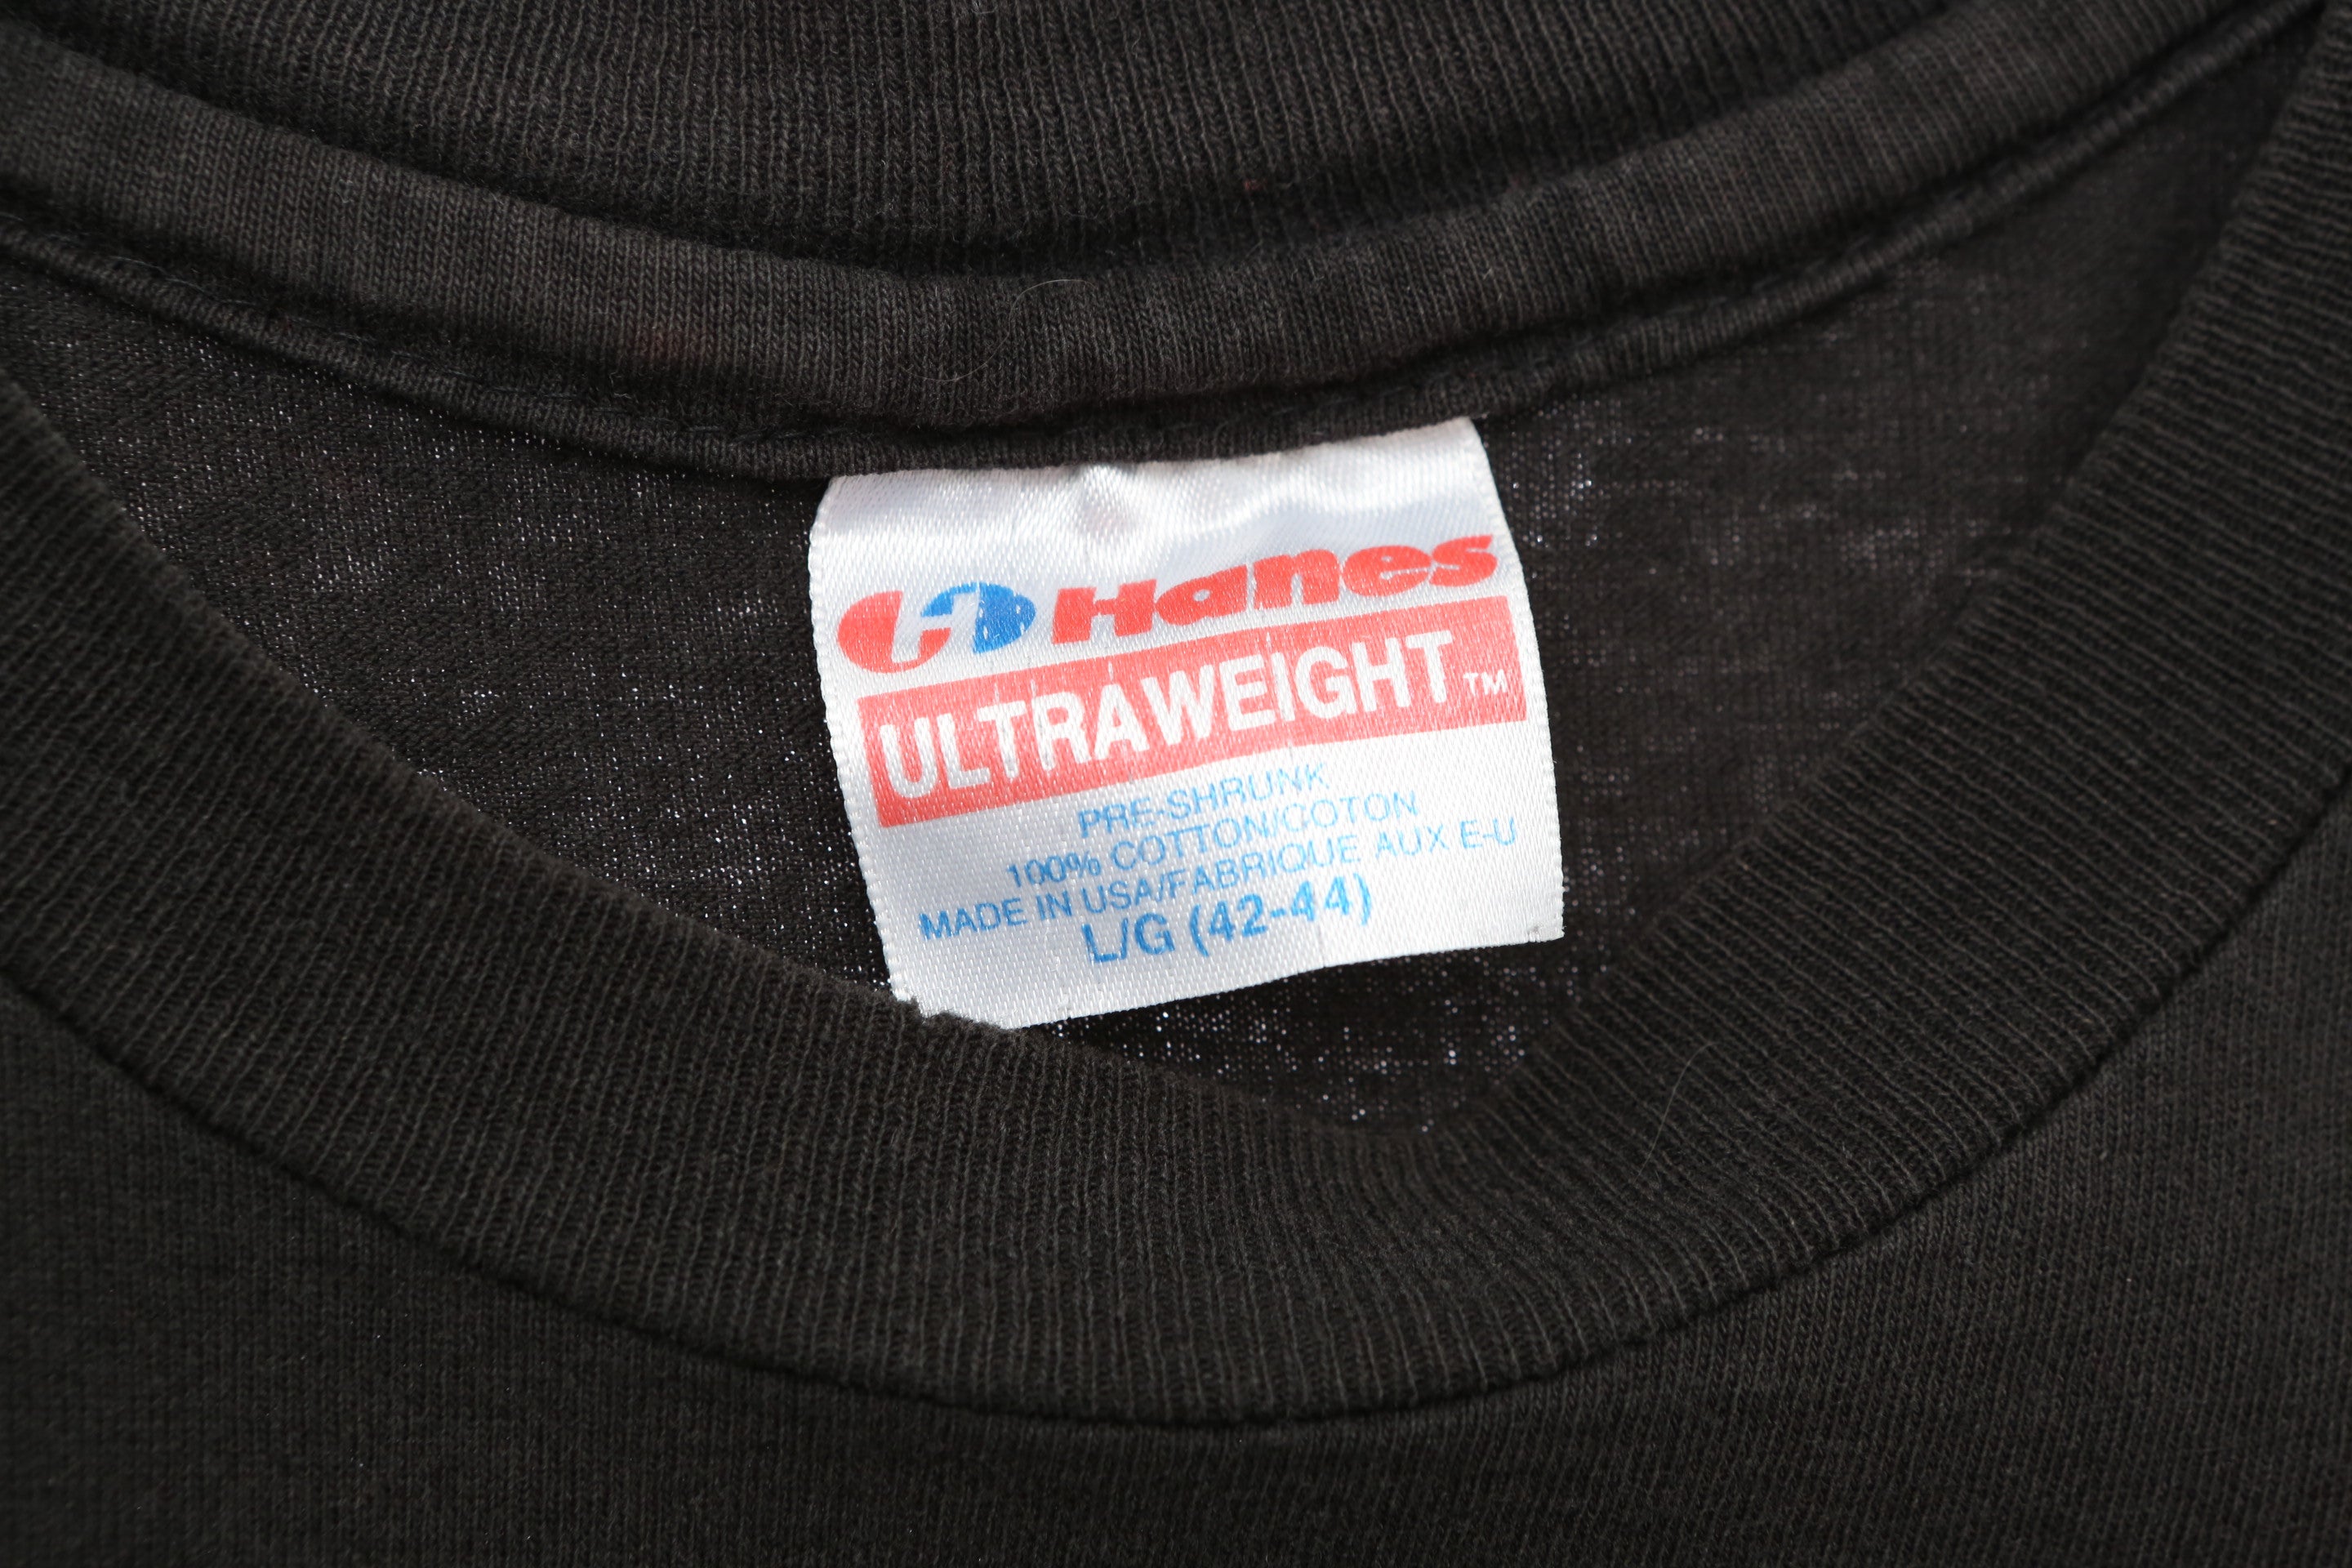 Hanes
ULTRAWEIGHT™
PRE-SHRUNK
100% COTTON/COTON
MADE IN USA/FABRIQUE AUX E-U
L/G (42-44)